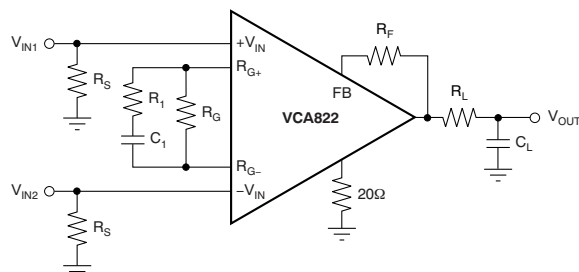 V_IN1
R_S
+V_IN
R_G+
R_1
R_G
C_1
R_G−
−V_IN
V_IN2
R_S
FB
VCA822
R_F
R_L
V_OUT
C_L
20Ω